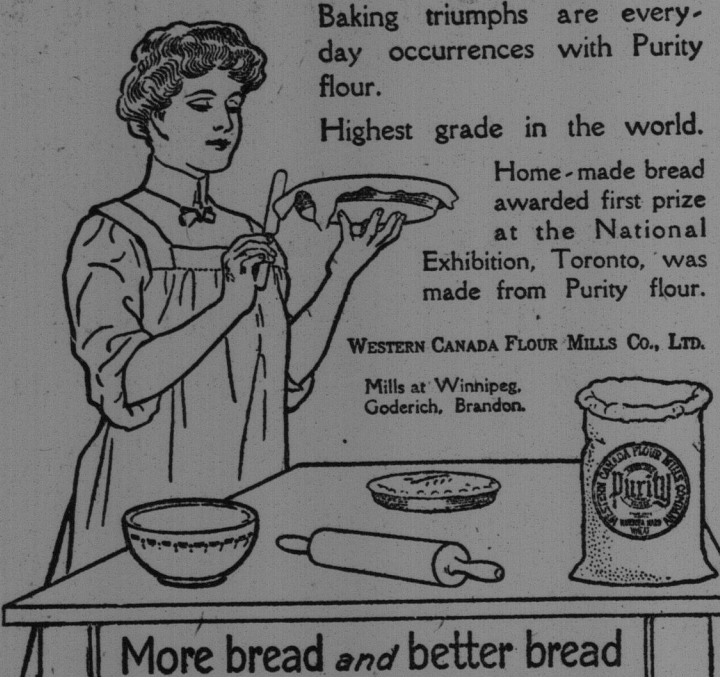 Baking triumphs are every-
day occurrences with Purity
flour.
Highest grade in the world.
Home-made bread
awarded first prize
at the National
Exhibition, Toronto, was
made from Purity flour.
WESTERN CANADA FLOUR MILLS CO., LTD.
Mills at Winnipeg,
Goderich, Brandon.
WESTERN CANADA FLOUR MILLS COMPANY
Purity
More bread and better bread